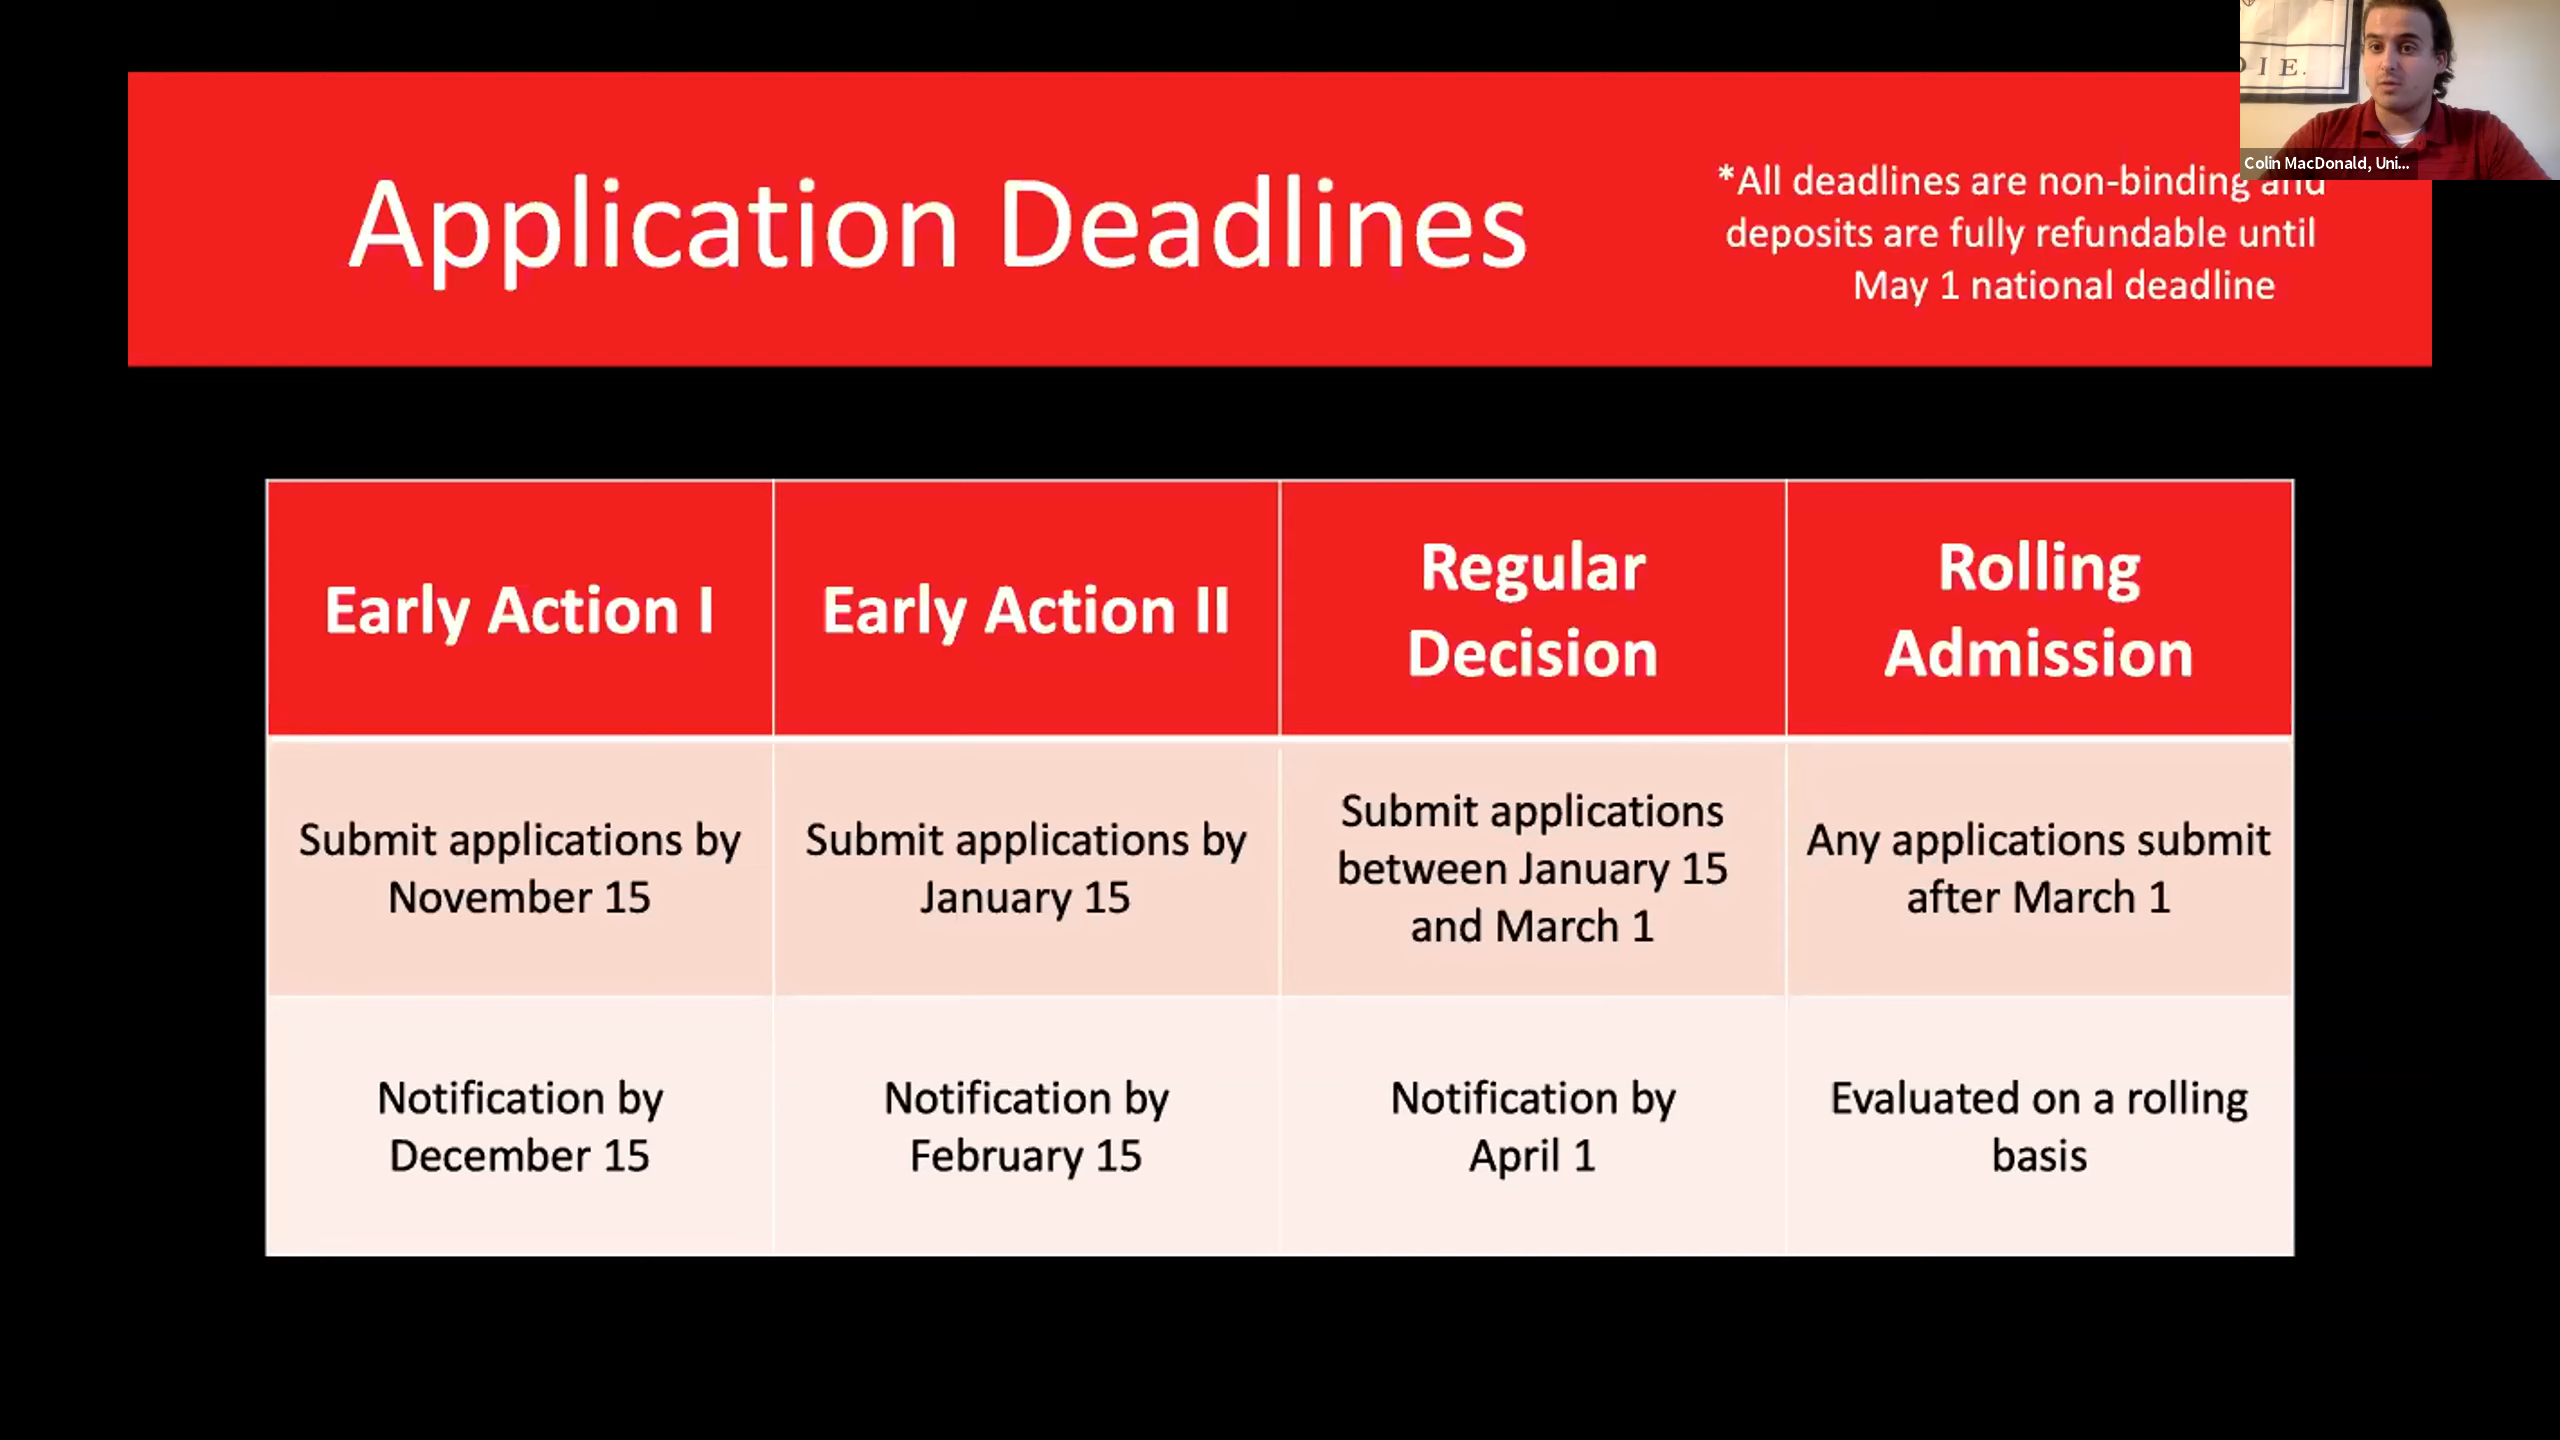 Application Deadlines
*All deadlines are non-binding and
deposits are fully refundable until
May 1 national deadline
DIE.
Colin MacDonald, Uni...
Early Action I
Early Action II
Regular
Decision
Rolling
Admission
Submit applications by
November 15
Submit applications by
January 15
Submit applications
between January 15
and March 1
Any applications submit
after March 1
Notification by
December 15
Notification by
February 15
Notification by
April 1
Evaluated on a rolling
basis